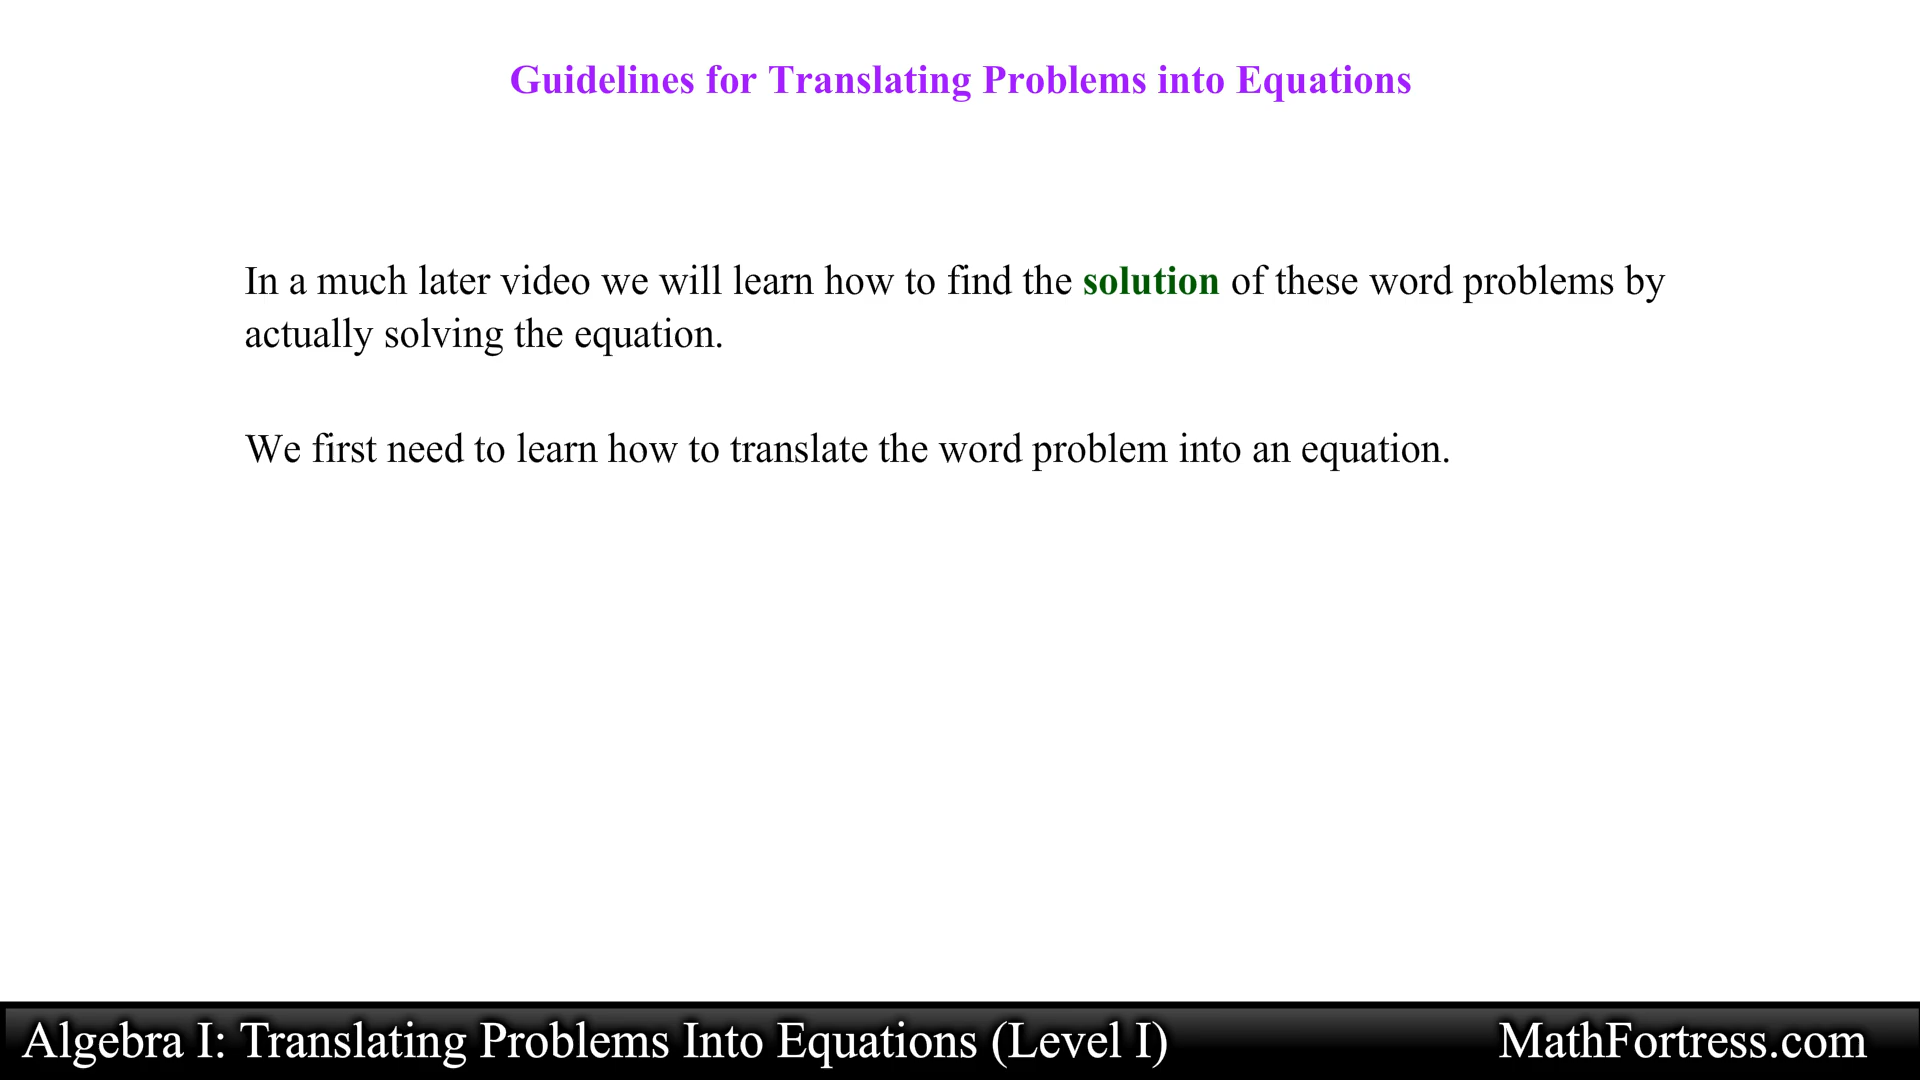 Guidelines for Translating Problems into Equations
In a much later video we will learn how to find the solution of these word problems by
actually solving the equation.
We first need to learn how to translate the word problem into an equation.
Algebra I: Translating Problems Into Equations (Level I)
MathFortress.com